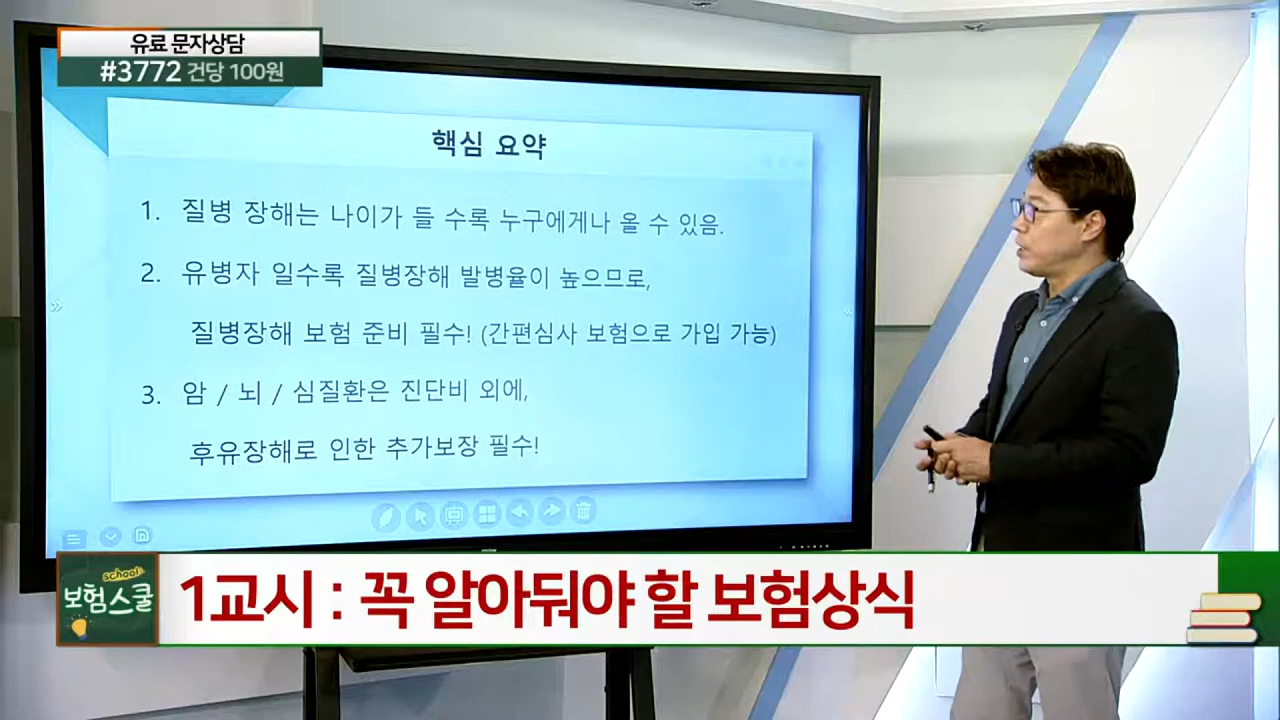 유료 문자상담
#3772 건당 100원
핵심 요약
1. 질병 장해는 나이가 들 수록 누구에게나 올 수 있음.
2. 유병자 일수록 질병장해 발병율이 높으므로,
질병장해 보험 준비 필수! (간편심사 보험으로 가입 가능)
3. 암 / 뇌 / 심질환은 진단비 외에,
후유장해로 인한 추가보장 필수!
school
보험스쿨
1교시 : 꼭 알아둬야 할 보험상식